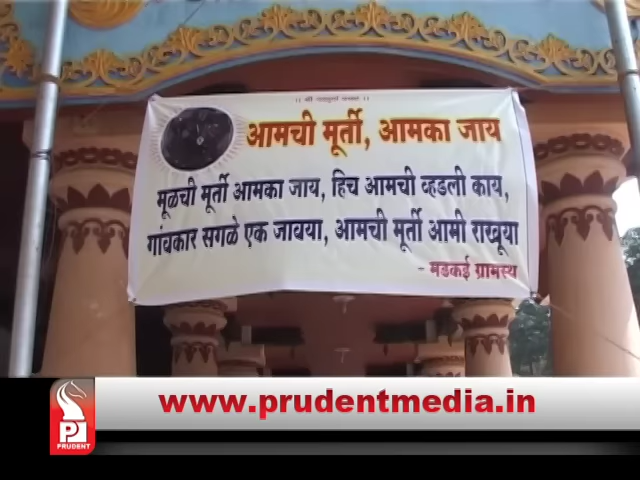 आमची मूर्ती, आमका जाय
मूळची मूर्ती आमका जाय, हिच आमची व्हडली काय,
गांवकार सगळे एक जावया, आमची मूर्ती आमी राखूया
- मडकई ग्रामस्थ
www.prudentmedia.in
PRUDENT